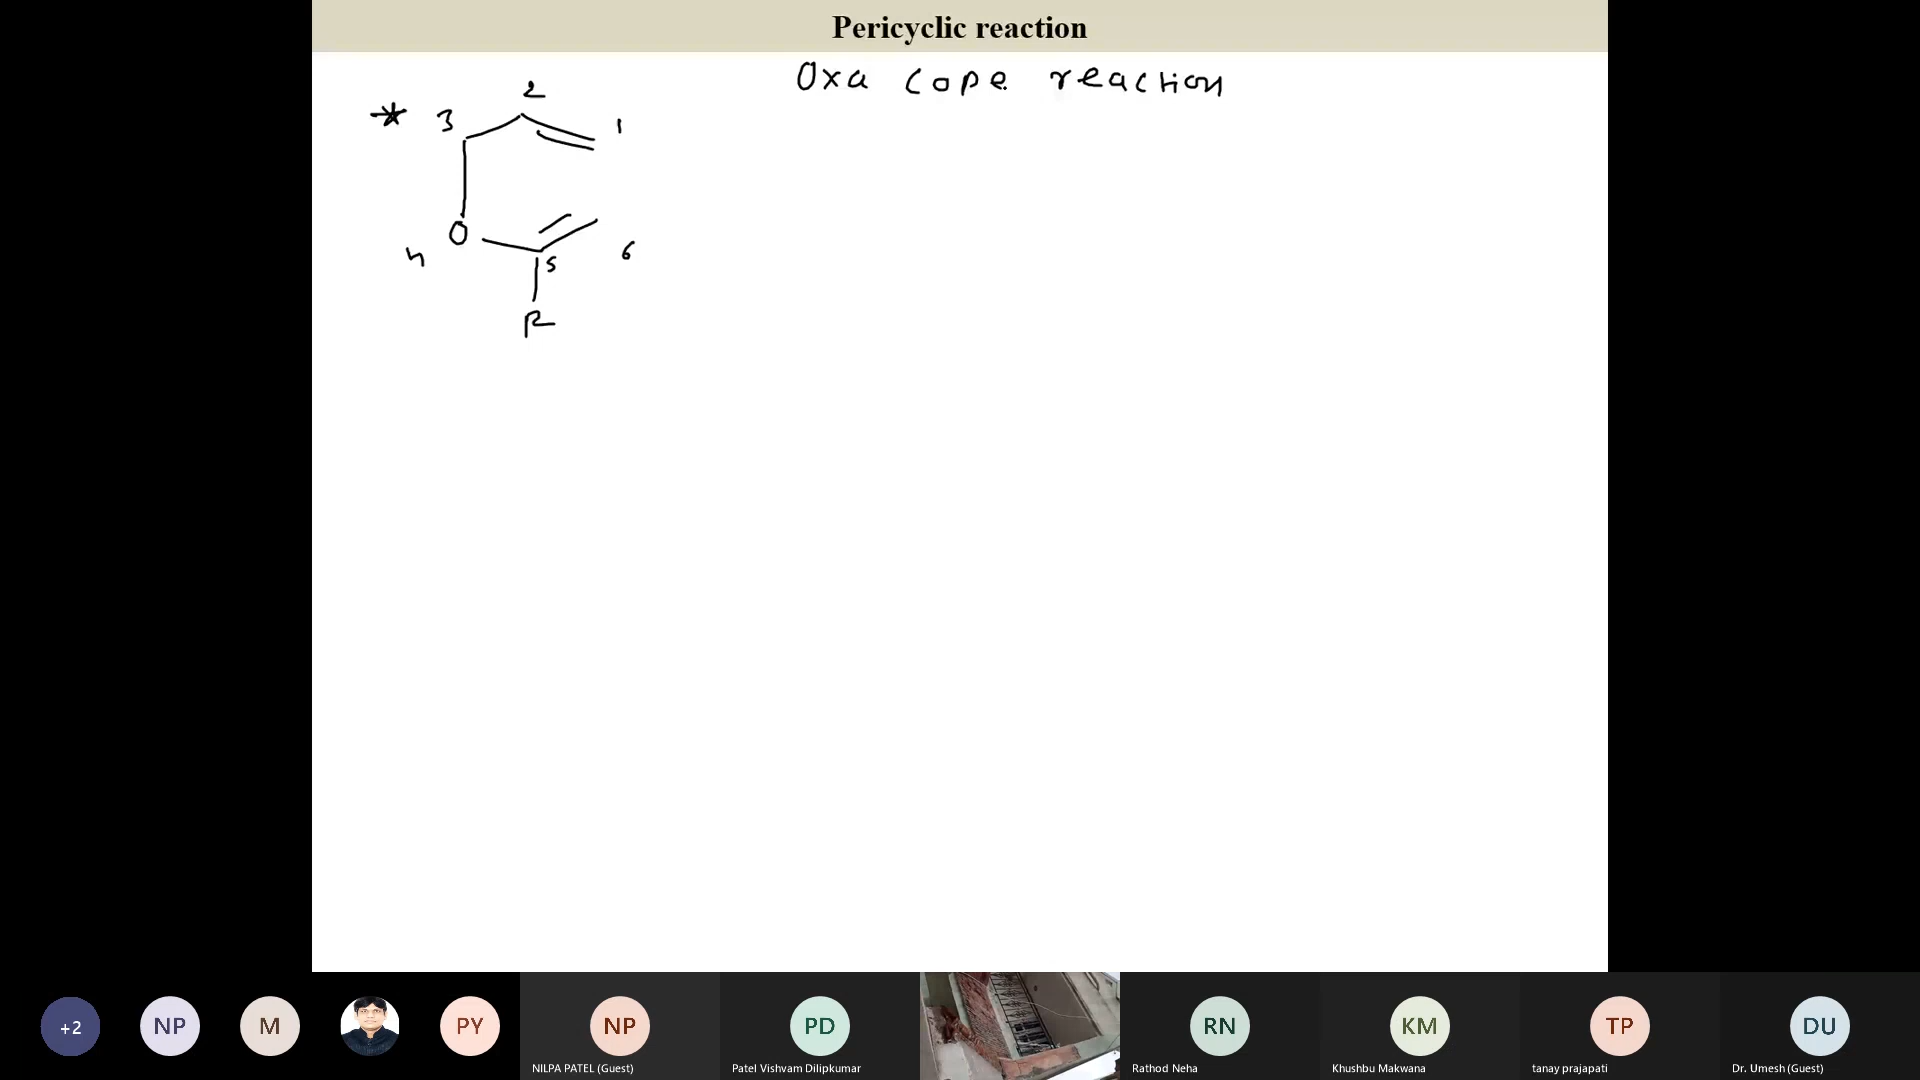 Pericyclic reaction
Oxa Cope reaction
2
* 3 1
O
4 5 6
R
+2 NP M PY NP PD RN KM TP DU
NILPA PATEL (Guest) Patel Vishvam Dilipkumar Rathod Neha Khushbu Makwana tanay prajapati Dr. Umesh (Guest)